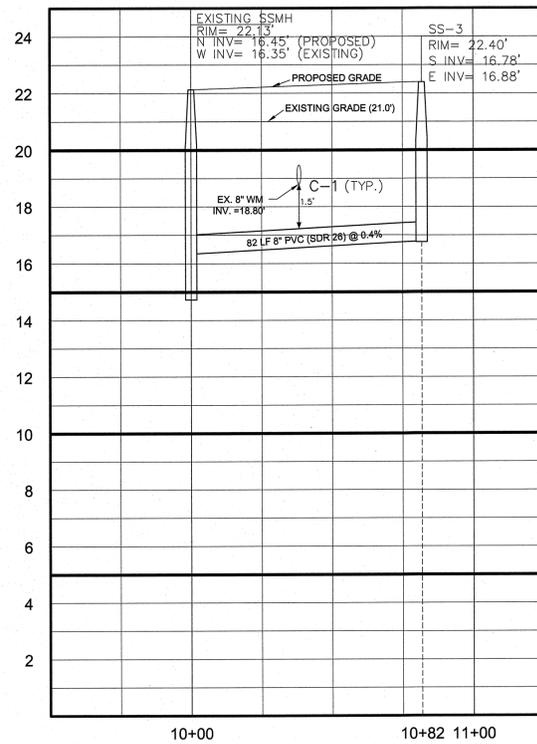 EXISTING SSMH
RIM= 22.13'
N INV= 16.45' (PROPOSED)
W INV= 16.35' (EXISTING)
SS-3
RIM= 22.40'
S INV= 16.78'
E INV= 16.88'
PROPOSED GRADE
EXISTING GRADE (21.0')
C-1 (TYP.)
EX. 8" WM
INV. =18.80'
1.5'
82 LF 8" PVC (SDR 26) @ 0.4%
24
22
20
18
16
14
12
10
8
6
4
2
10+00
10+82
11+00